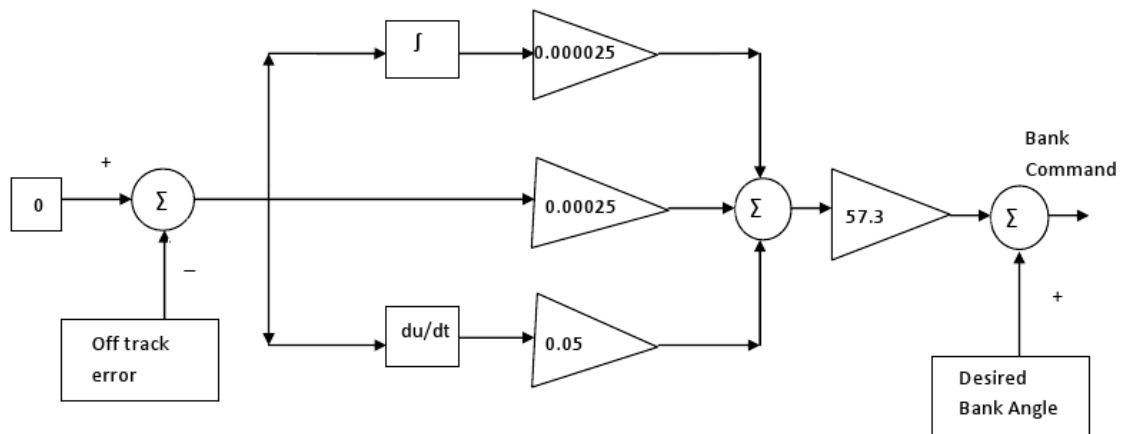 ∫
0.000025
Bank
Command
+
0
Σ
0.00025
Σ
57.3
Σ
−
+
Off track
error
du/dt
0.05
Desired
Bank Angle